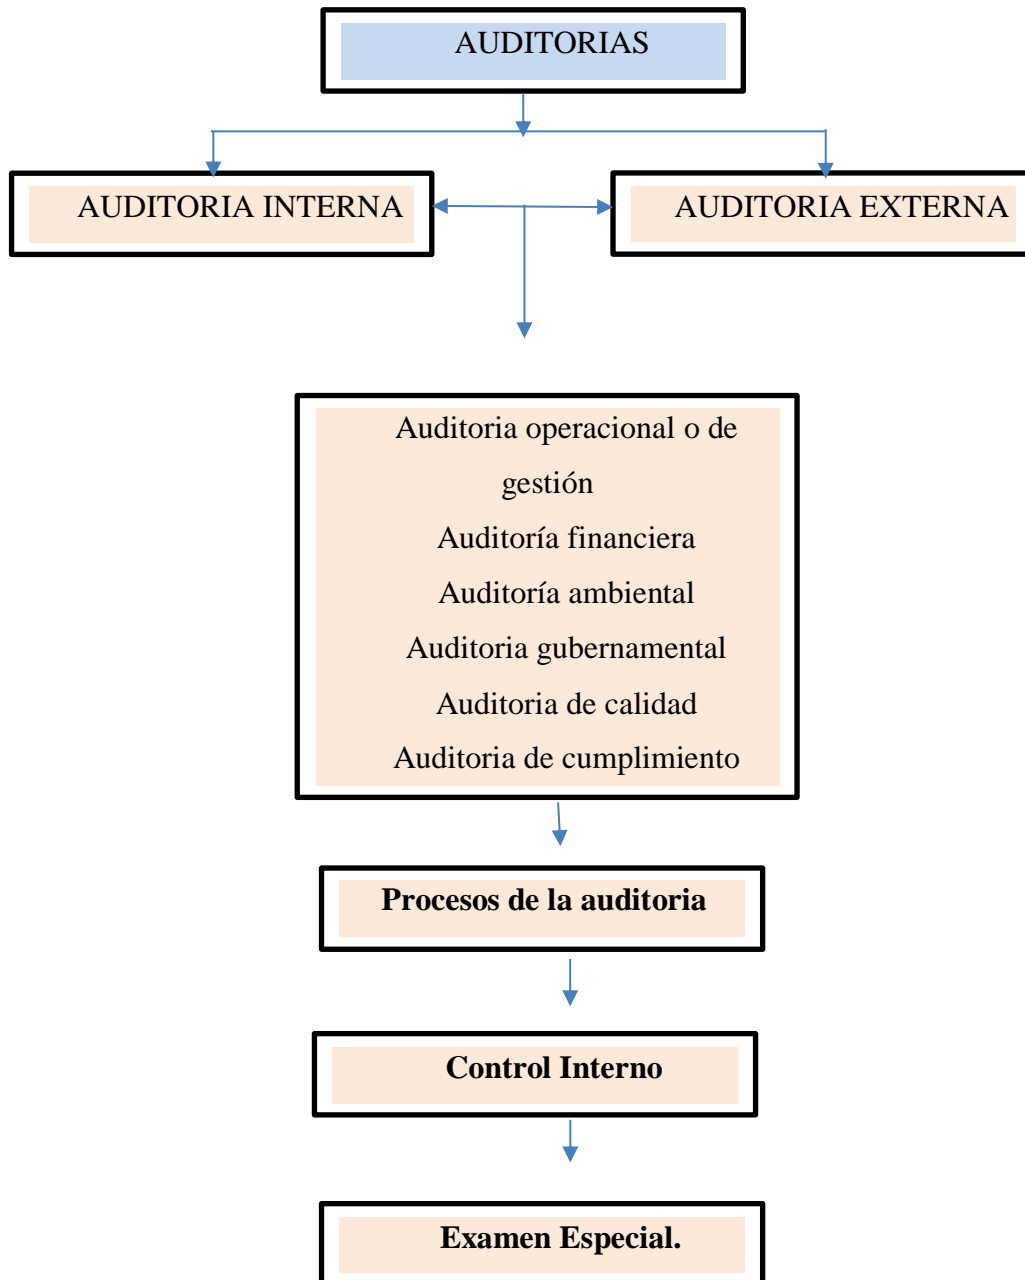 AUDITORIAS
AUDITORIA INTERNA
AUDITORIA EXTERNA
Auditoria operacional o de
gestión
Auditoría financiera
Auditoría ambiental
Auditoria gubernamental
Auditoria de calidad
Auditoria de cumplimiento
Procesos de la auditoria
Control Interno
Examen Especial.